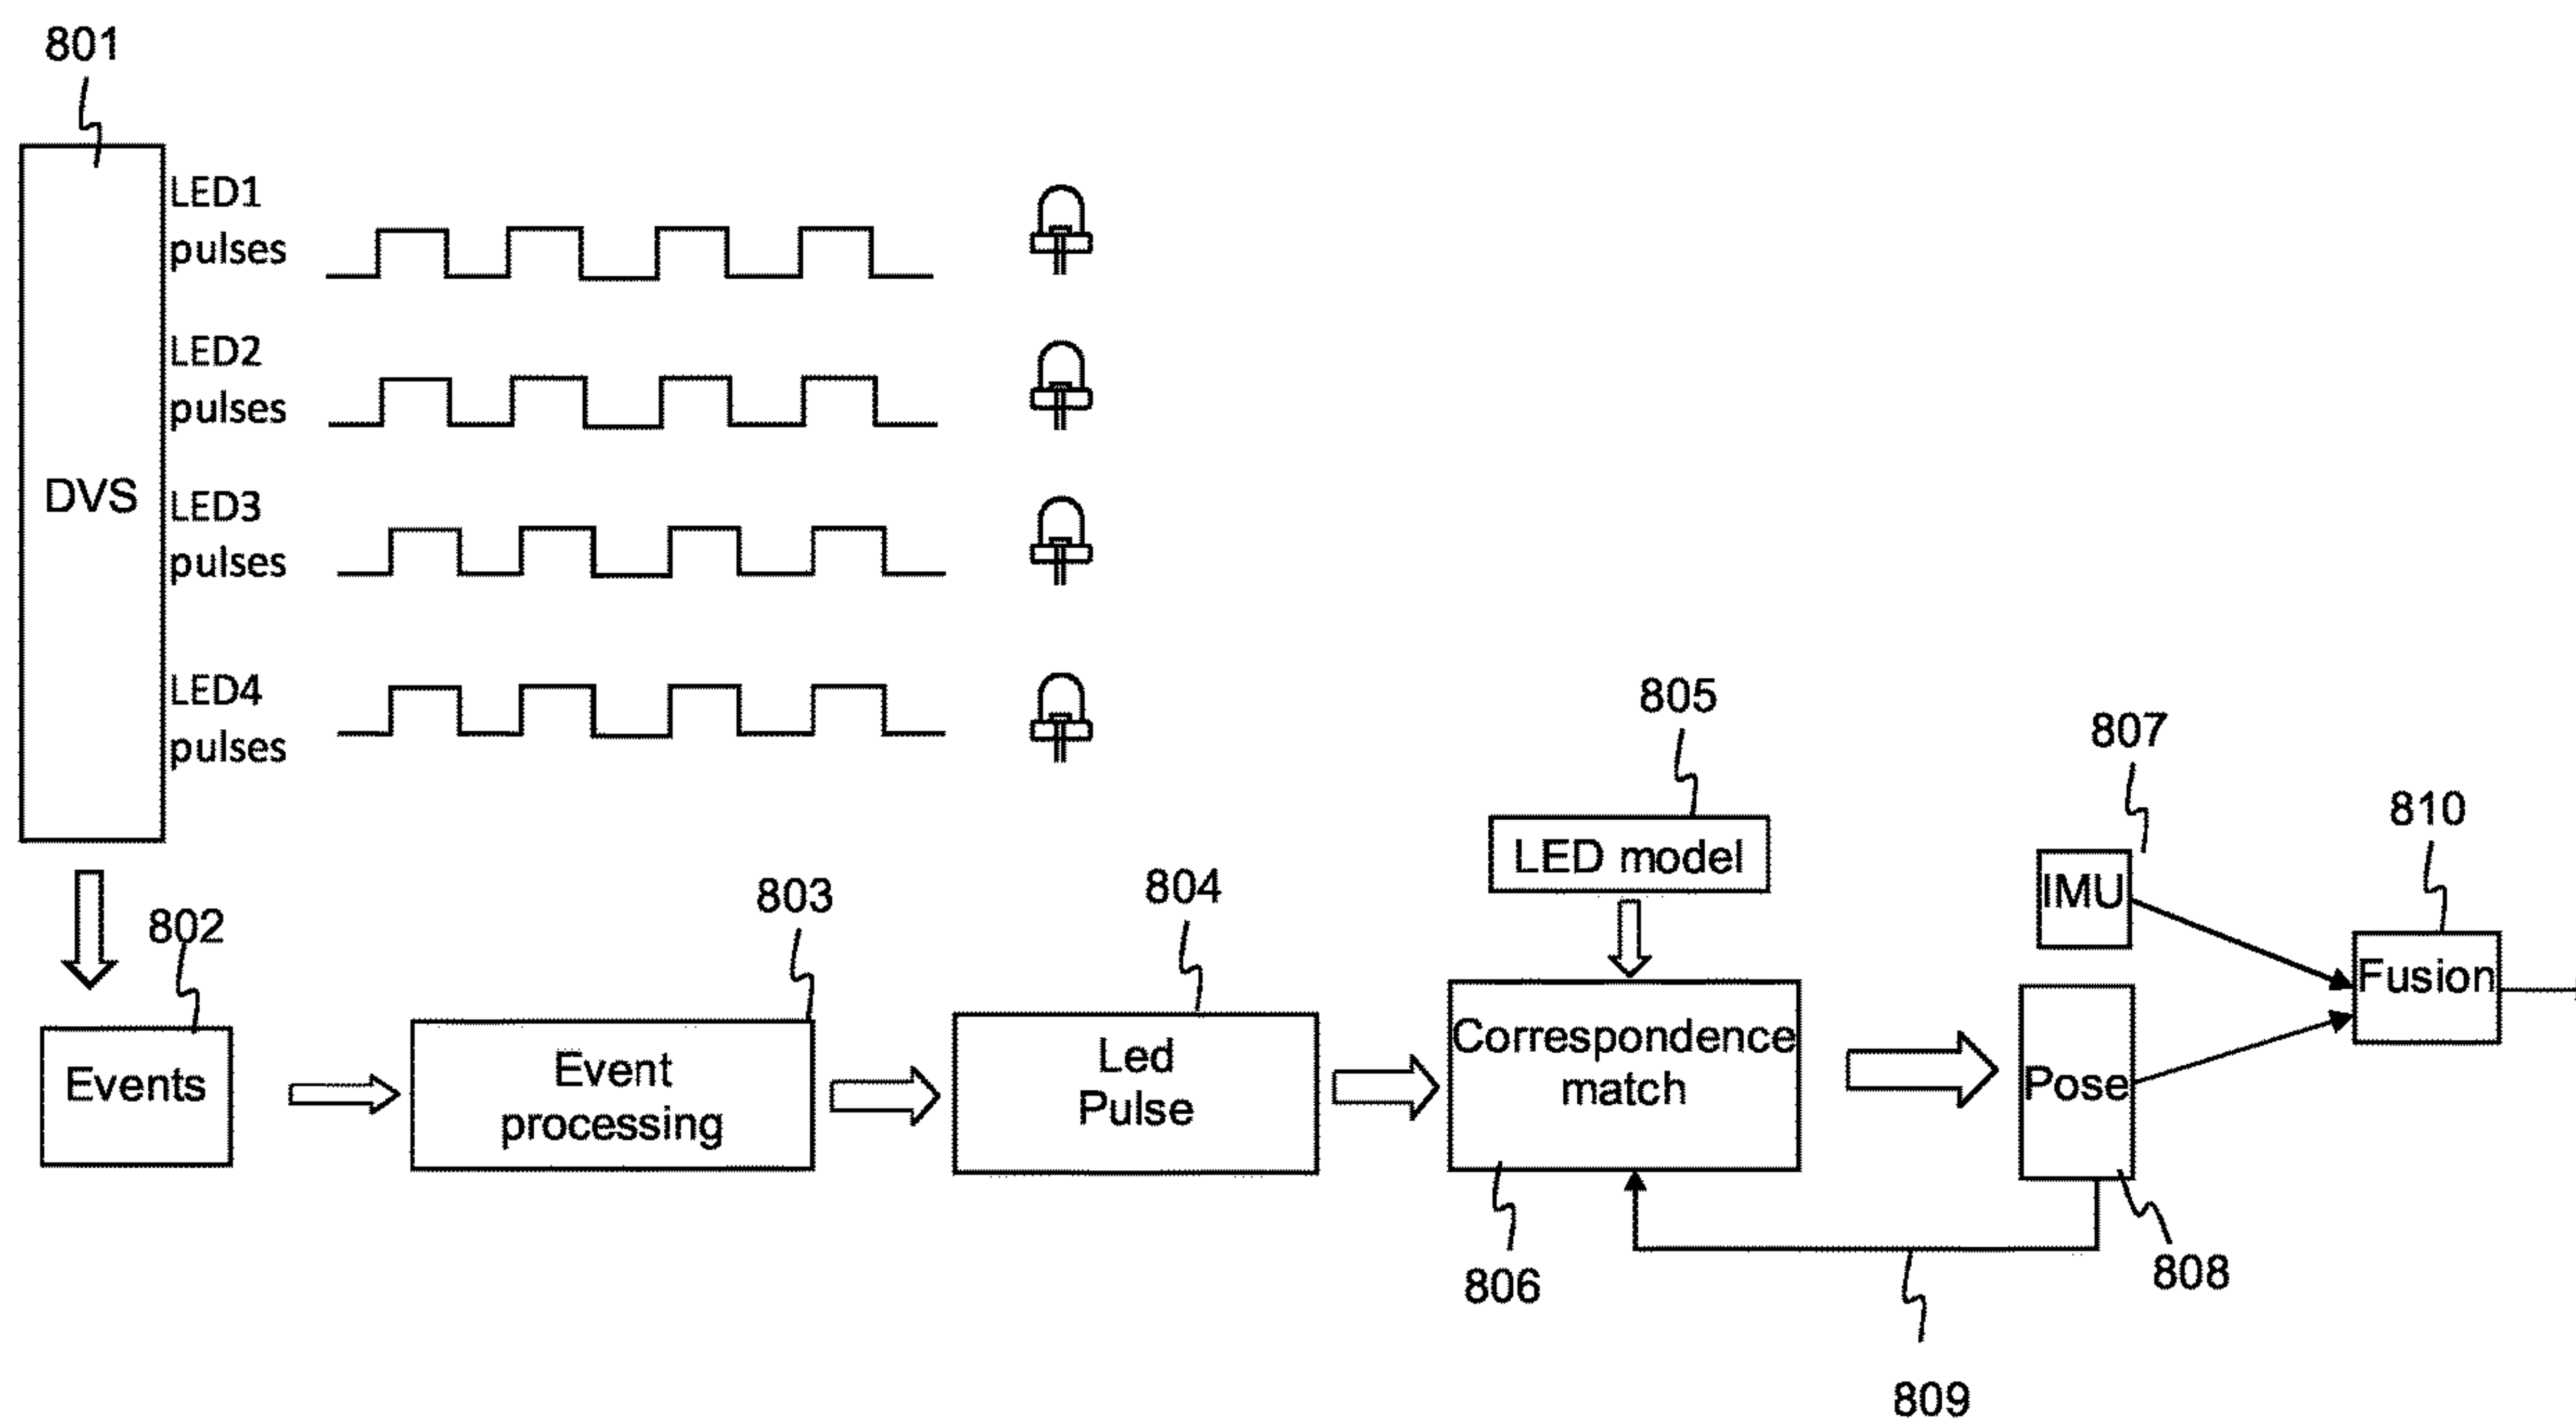 801
LED1
pulses
LED2
pulses
DVS
LED3
pulses
LED4
pulses
802
Events
803
Event
processing
804
Led
Pulse
805
LED model
Correspondence
match
806
807
IMU
Pose
808
809
810
Fusion